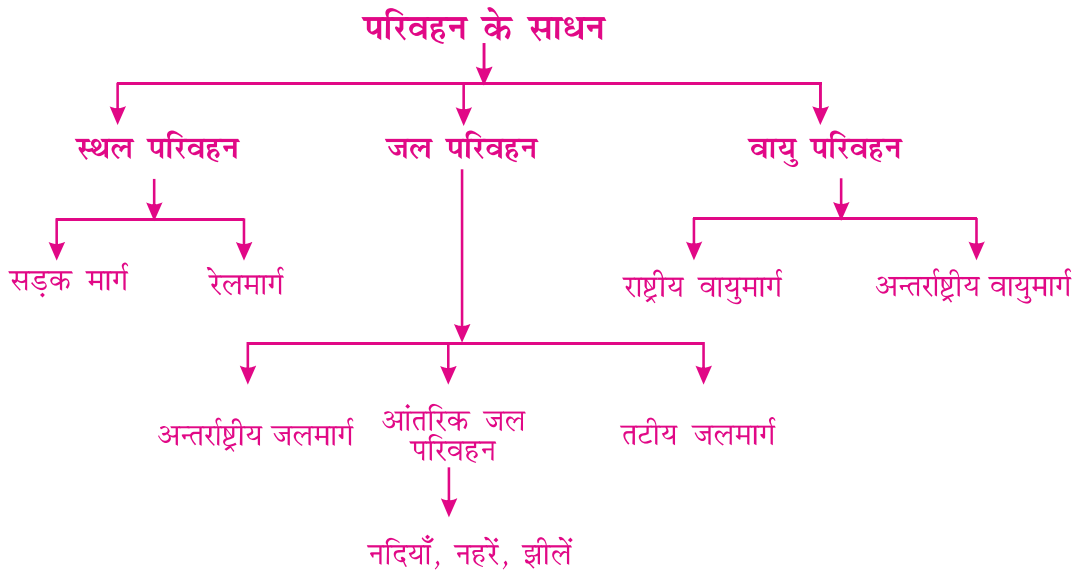 परिवहन के साधन
स्थल परिवहन
जल परिवहन
वायु परिवहन
सड़क मार्ग
रेलमार्ग
राष्ट्रीय वायुमार्ग
अन्तर्राष्ट्रीय वायुमार्ग
अन्तर्राष्ट्रीय जलमार्ग
आंतरिक जल
परिवहन
तटीय जलमार्ग
नदियाँ, नहरें, झीलें